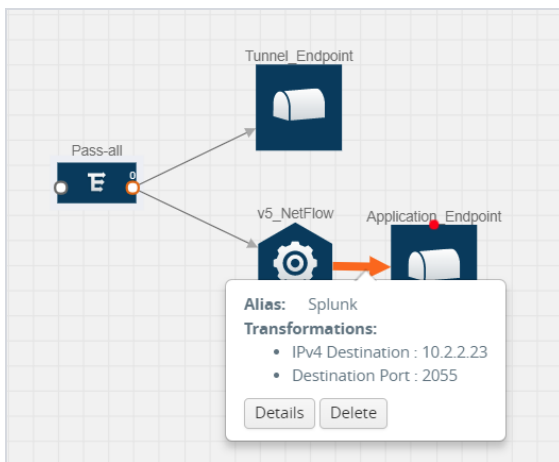 Tunnel_Endpoint
Pass-all
0
v5_NetFlow
Application_Endpoint
Alias: Splunk
Transformations:
• IPv4 Destination : 10.2.2.23
• Destination Port : 2055
Details Delete